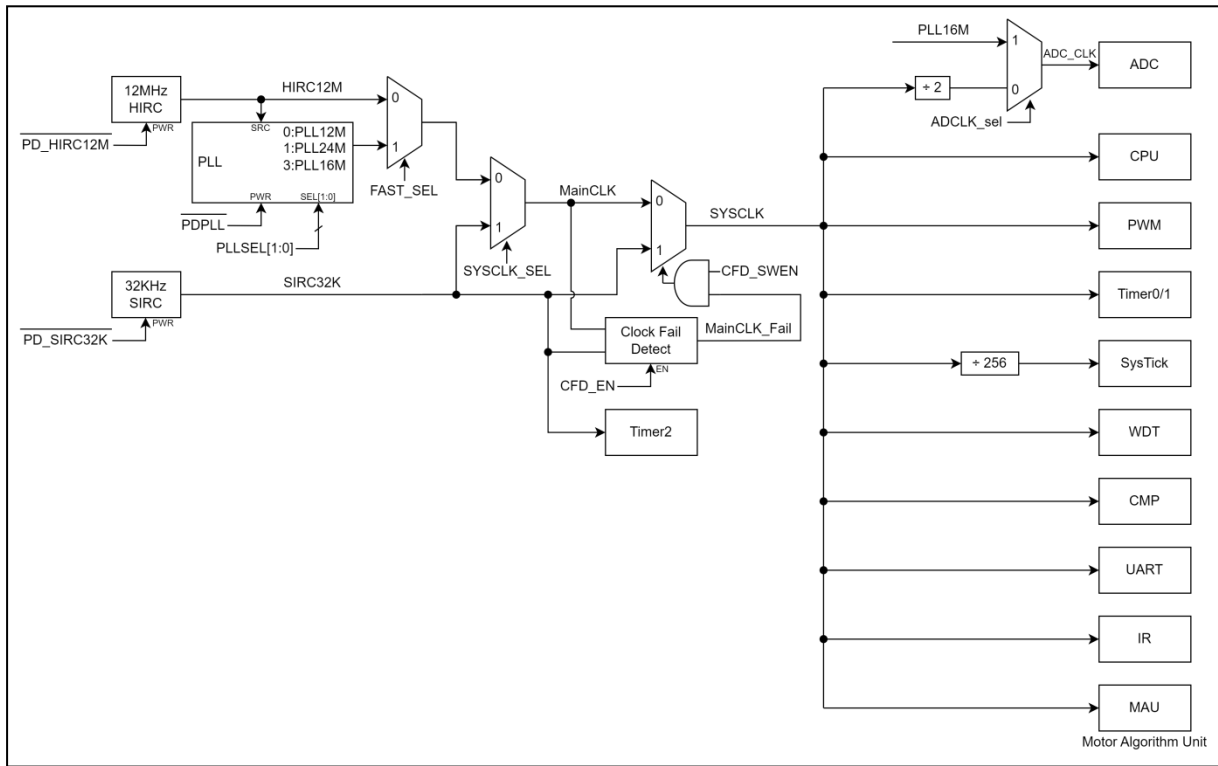 PLL16M
1
ADC_CLK
ADC
0
÷ 2
ADCLK_sel
12MHz
HIRC
PWR
PD_HIRC12M
HIRC12M
0
1
FAST_SEL
SRC
0:PLL12M
1:PLL24M
3:PLL16M
PLL
PWR
SEL[1:0]
PDPLL
PLLSEL[1:0]
0
1
SYSCLK_SEL
MainCLK
0
1
SYSCLK
CFD_SWEN
MainCLK_Fail
32KHz
SIRC
PWR
PD_SIRC32K
SIRC32K
Clock Fail
Detect
EN
CFD_EN
Timer2
CPU
PWM
Timer0/1
÷ 256
SysTick
WDT
CMP
UART
IR
MAU
Motor Algorithm Unit